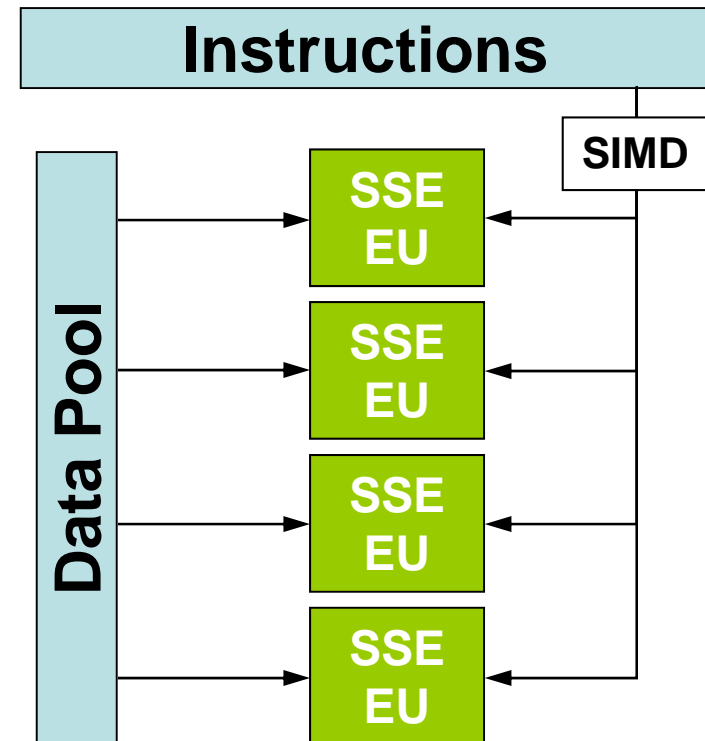 Instructions
SIMD
Data Pool
SSE
EU
SSE
EU
SSE
EU
SSE
EU